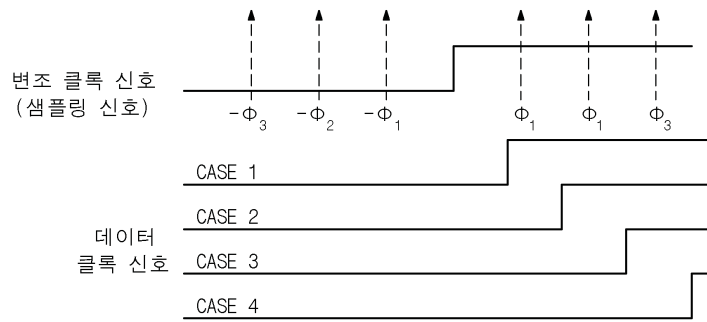 변조 클록 신호
(샘플링 신호)
-Φ₃ -Φ₂ -Φ₁ Φ₁ Φ₁ Φ₃
CASE 1
CASE 2
데이터
클록 신호
CASE 3
CASE 4